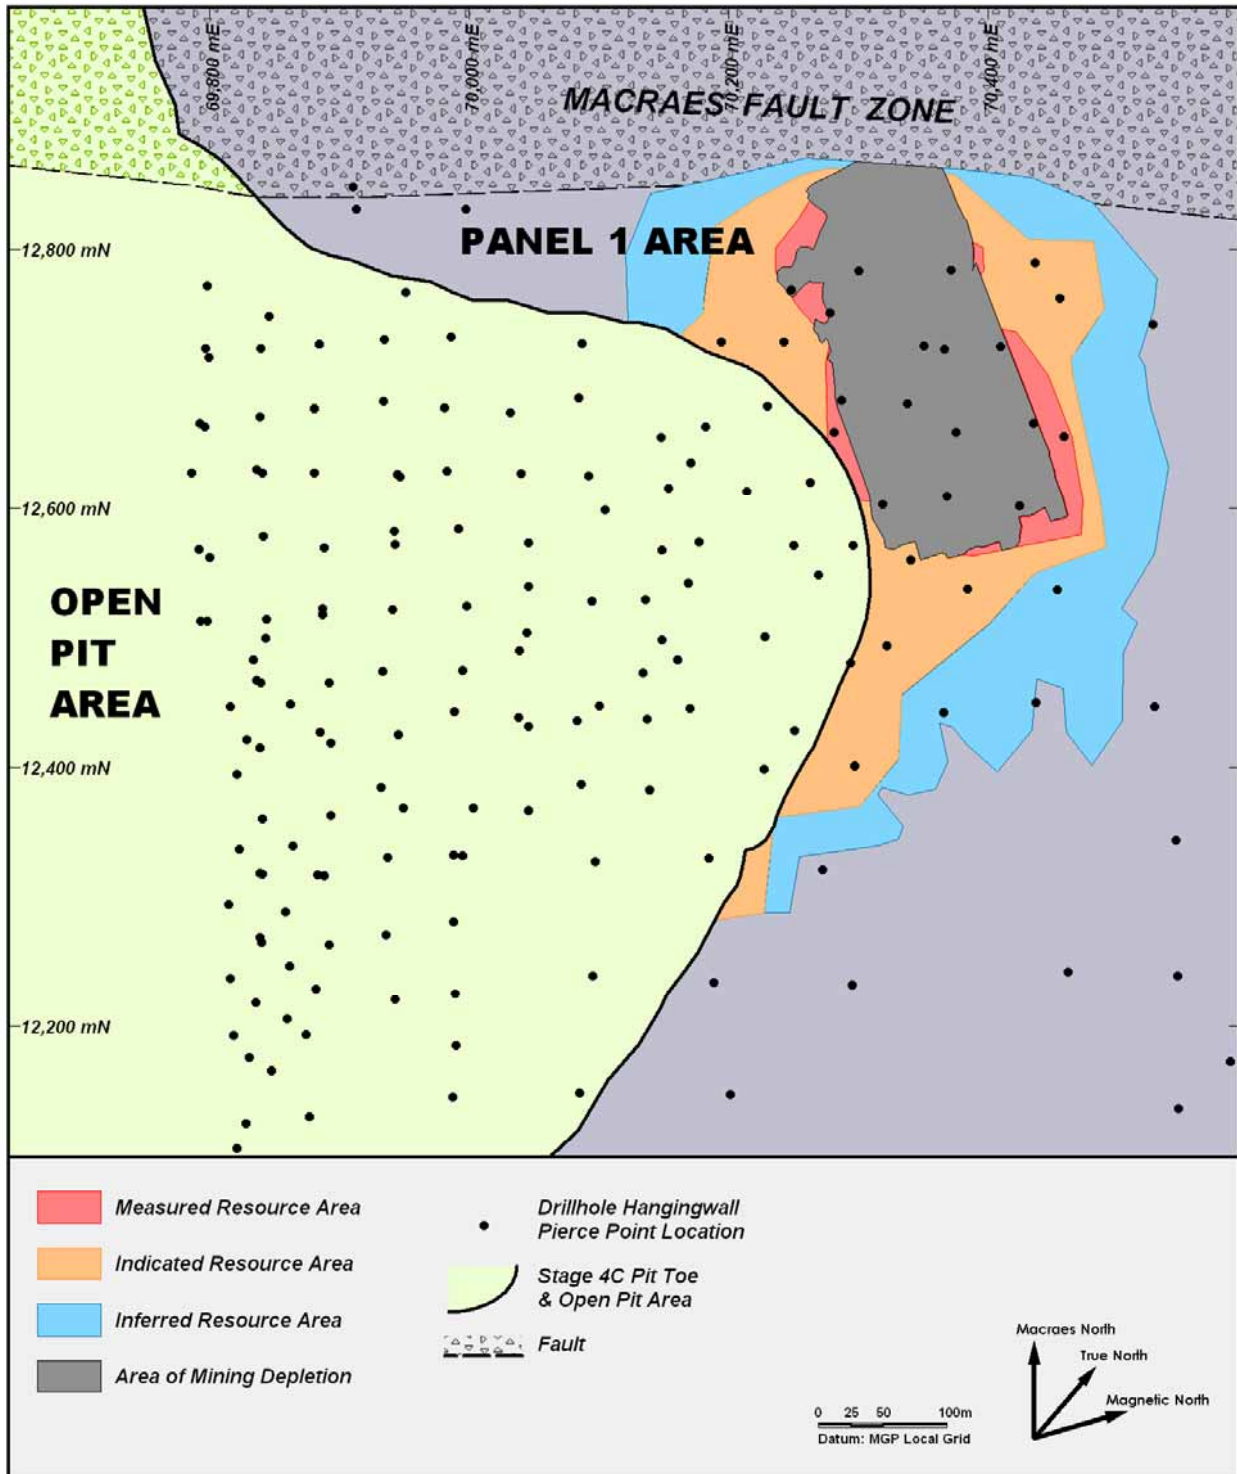 69,800 mE
70,000 mE
70,200 mE
70,400 mE
MACRAES FAULT ZONE
PANEL 1 AREA
12,800 mN
12,600 mN
OPEN
PIT
AREA
12,400 mN
12,200 mN
Measured Resource Area
Indicated Resource Area
Inferred Resource Area
Area of Mining Depletion
Drillhole Hangingwall
Pierce Point Location
Stage 4C Pit Toe
& Open Pit Area
Fault
0 25 50 100m
Datum: MGP Local Grid
Macraes North
True North
Magnetic North